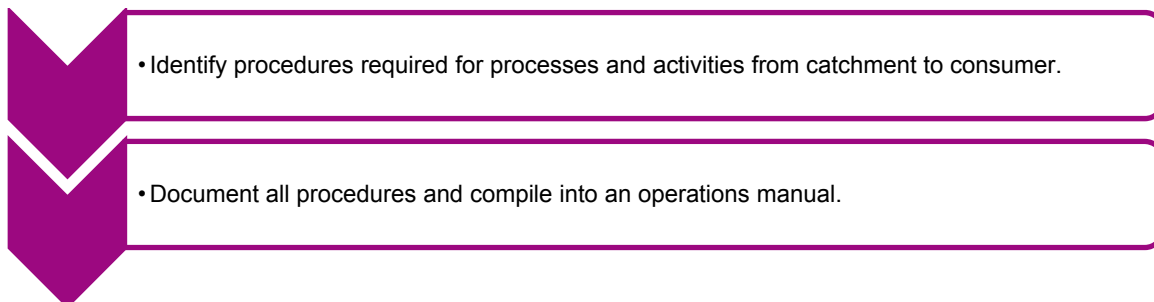 • Identify procedures required for processes and activities from catchment to consumer.
• Document all procedures and compile into an operations manual.